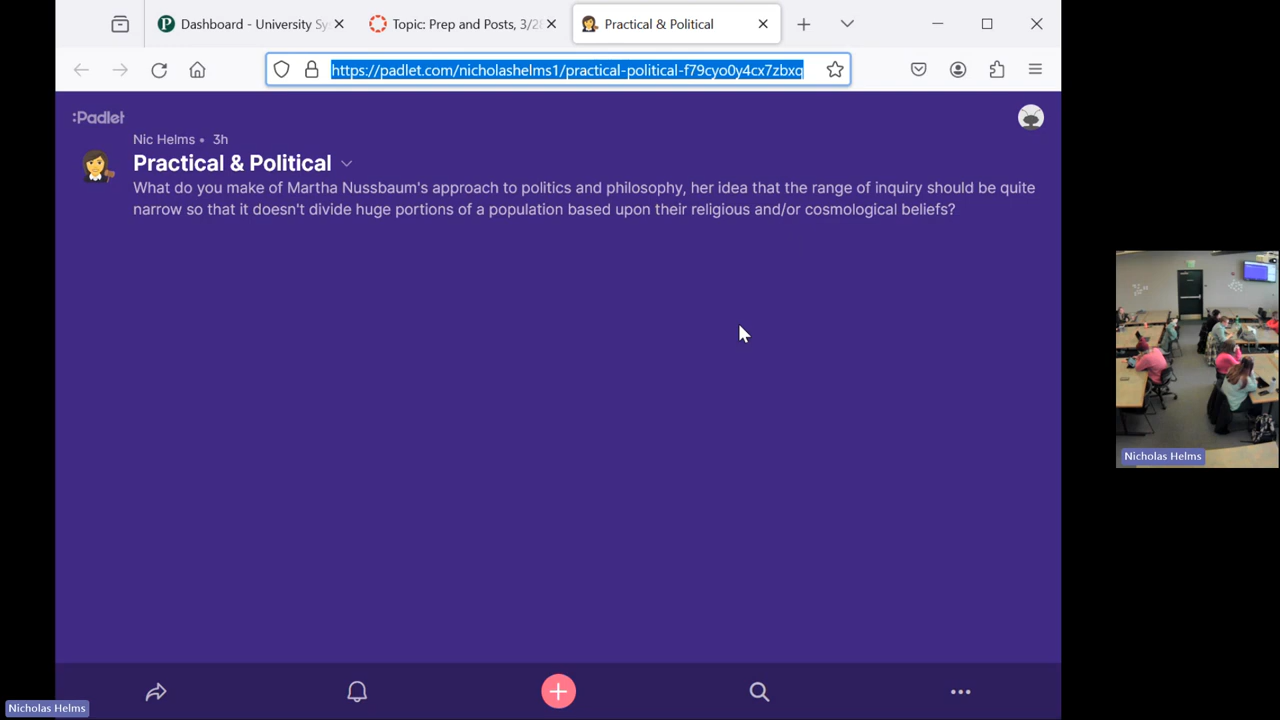 Dashboard - University Sy
Topic: Prep and Posts, 3/28
Practical & Political
https://padlet.com/nicholashelms1/practical-political-f79cyo0y4cx7zbxq
:Padlet
Nic Helms • 3h
Practical & Political
What do you make of Martha Nussbaum's approach to politics and philosophy, her idea that the range of inquiry should be quite
narrow so that it doesn't divide huge portions of a population based upon their religious and/or cosmological beliefs?
Nicholas Helms
Nicholas Helms